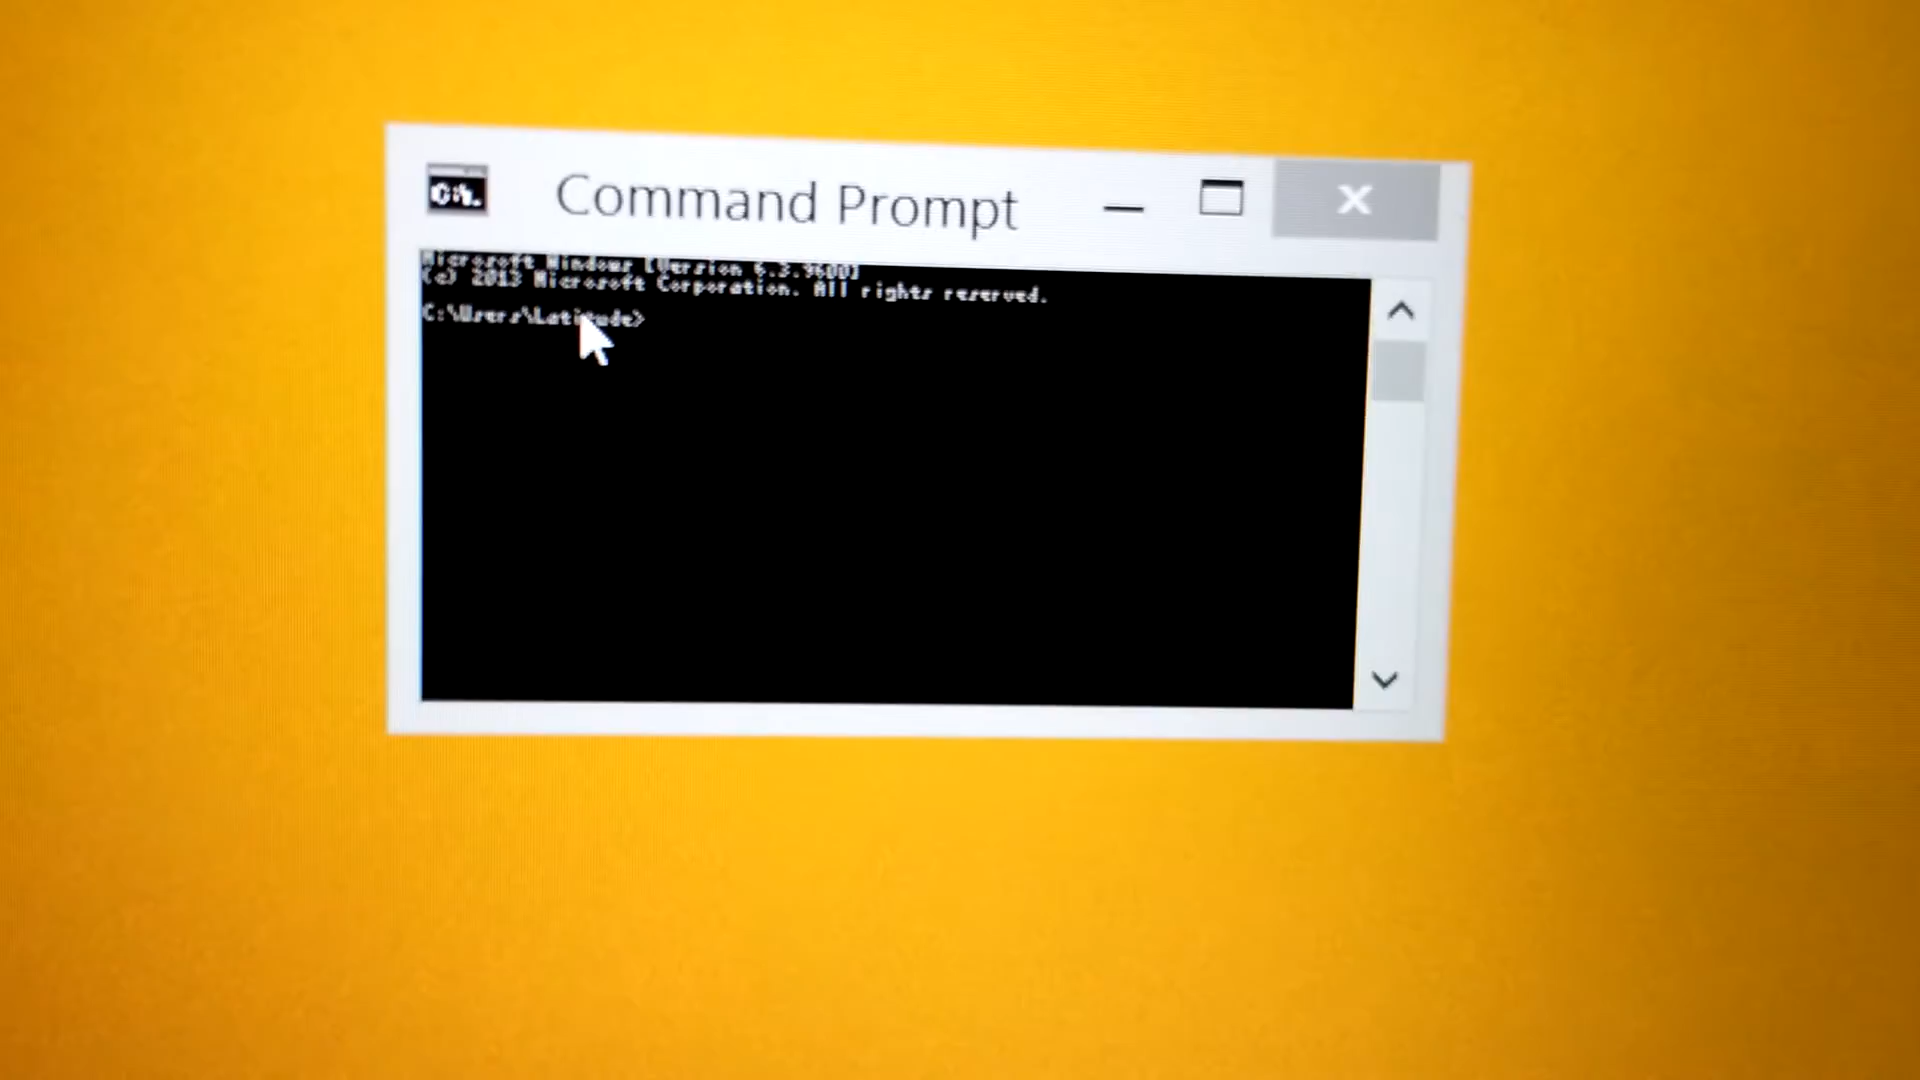 C:\.
Command Prompt
Microsoft Windows [Version 6.3.9600]
(c) 2013 Microsoft Corporation. All rights reserved.
C:\Users\Latitude>